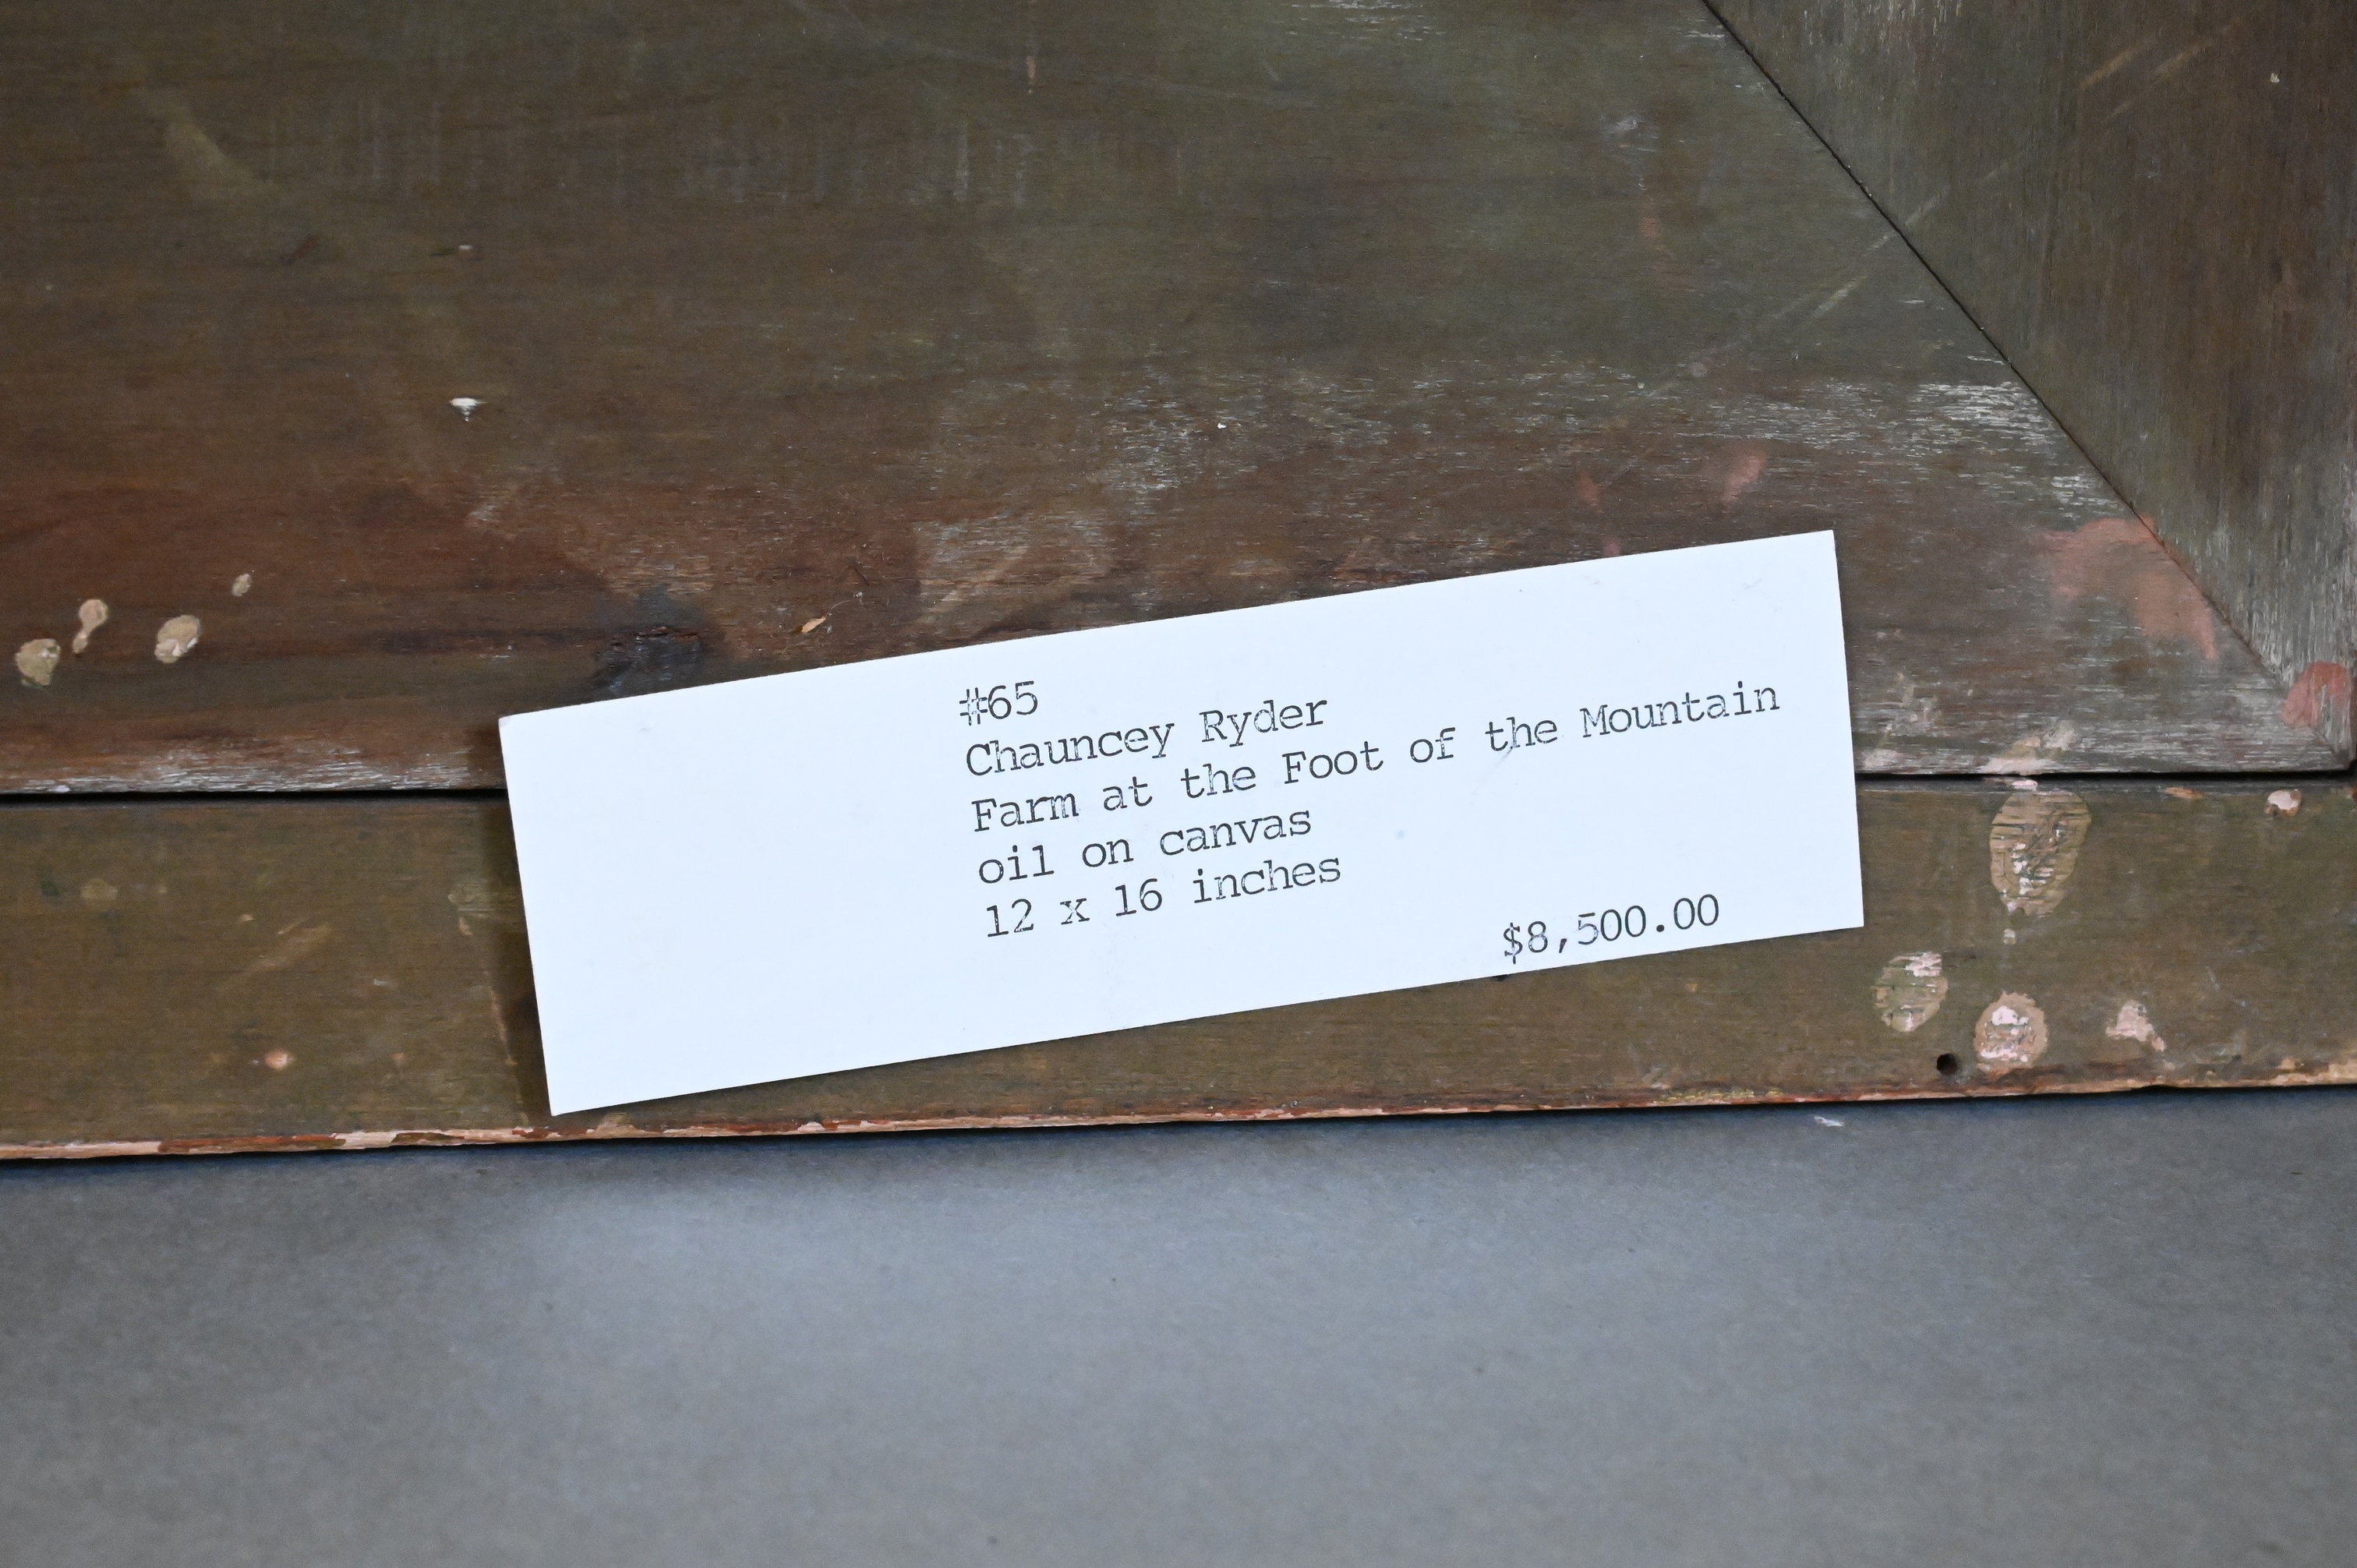 #65
Chauncey Ryder
Farm at the Foot of the Mountain
oil on canvas
12 x 16 inches
$8,500.00